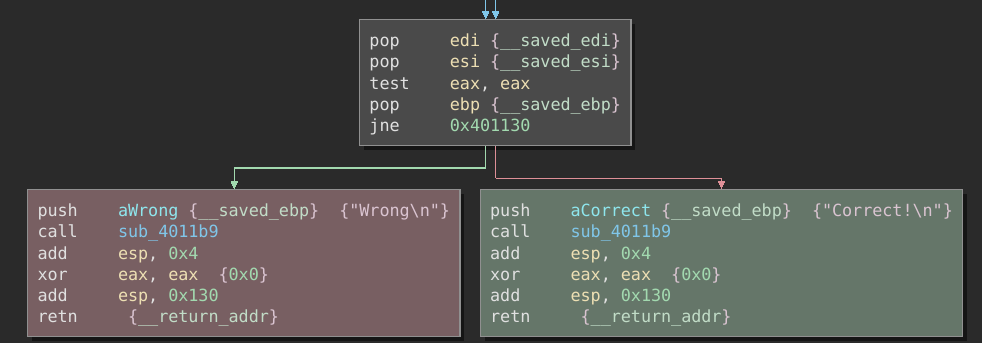 pop     edi {__saved_edi}
pop     esi {__saved_esi}
test    eax, eax
pop     ebp {__saved_ebp}
jne     0x401130
push    aWrong {__saved_ebp}  {"Wrong\n"}
call    sub_4011b9
add     esp, 0x4
xor     eax, eax  {0x0}
add     esp, 0x130
retn     {__return_addr}
push    aCorrect {__saved_ebp}  {"Correct!\n"}
call    sub_4011b9
add     esp, 0x4
xor     eax, eax  {0x0}
add     esp, 0x130
retn     {__return_addr}